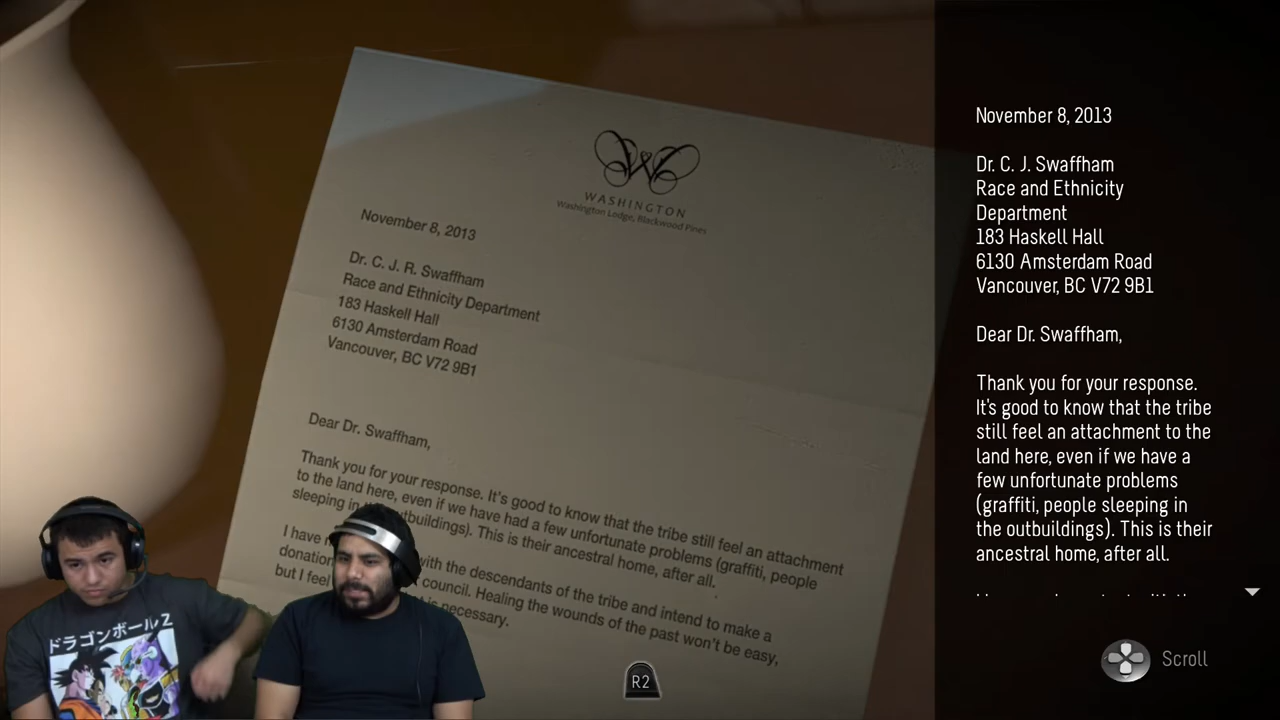 WASHINGTON
Washington Lodge, Blackwood Pines
November 8, 2013
Dr. C. J. R. Swaffham
Race and Ethnicity Department
183 Haskell Hall
6130 Amsterdam Road
Vancouver, BC V72 9B1
Dear Dr. Swaffham,
Thank you for your response. It's good to know that the tribe still feel an attachment
to the land here, even if we have had a few unfortunate problems (graffiti, people
sleeping in outbuildings). This is their ancestral home, after all.
I have with the descendants of the tribe and intend to make a
donation council. Healing the wounds of the past won't be easy,
but I feel is necessary.
November 8, 2013
Dr. C. J. Swaffham
Race and Ethnicity
Department
183 Haskell Hall
6130 Amsterdam Road
Vancouver, BC V72 9B1
Dear Dr. Swaffham,
Thank you for your response.
It's good to know that the tribe
still feel an attachment to the
land here, even if we have a
few unfortunate problems
(graffiti, people sleeping in
the outbuildings). This is their
ancestral home, after all.
Scroll
R2
ドラゴンボールZ